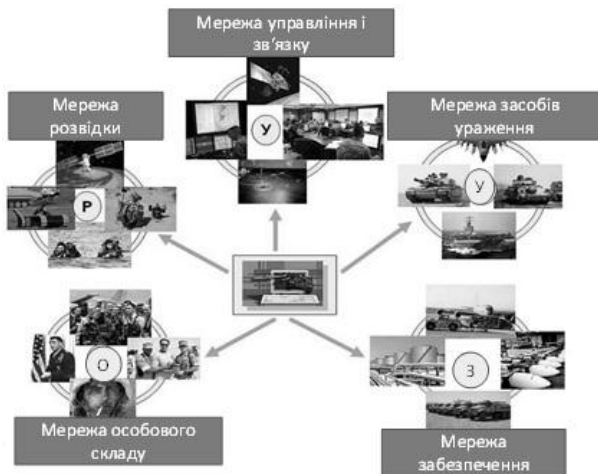 Мережа управління і
зв'язку
У
Мережа
розвідки
Р
Мережа засобів
ураження
У
О
З
Мережа особового
складу
Мережа
забезпечення